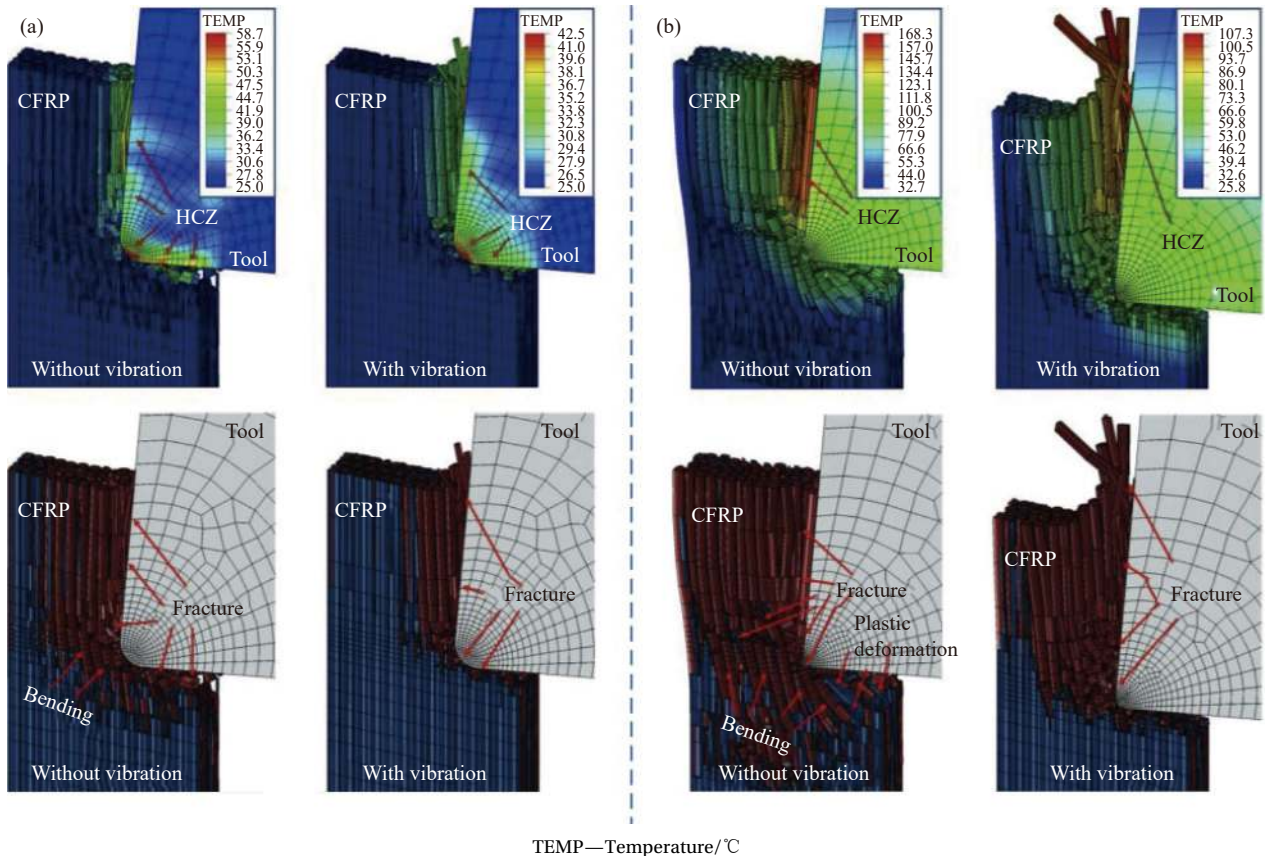 (a)
TEMP
58.7
55.9
53.1
50.3
47.5
44.7
41.9
39.0
36.2
33.4
30.6
27.8
25.0
CFRP
HCZ
Tool
Without vibration
TEMP
42.5
41.0
39.6
38.1
36.7
35.2
33.8
32.3
30.8
29.4
27.9
26.5
25.0
CFRP
HCZ
Tool
With vibration
(b)
TEMP
168.3
157.0
145.7
134.4
123.1
111.8
100.5
89.2
77.9
66.6
55.3
44.0
32.7
CFRP
HCZ
Tool
Without vibration
TEMP
107.3
100.5
93.7
86.9
80.1
73.3
66.6
59.8
53.0
46.2
39.4
32.6
25.8
CFRP
HCZ
Tool
With vibration
Tool
CFRP
Fracture
Bending
Without vibration
Tool
CFRP
Fracture
With vibration
Tool
CFRP
Fracture
Plastic
deformation
Bending
Without vibration
Tool
CFRP
Fracture
With vibration
TEMP—Temperature/℃